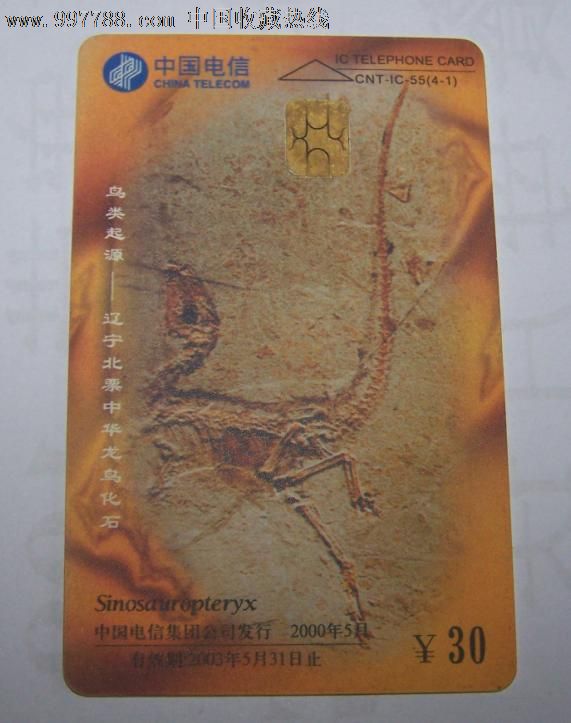 www.997788.com 中国收藏热线
中国电信
CHINA TELECOM
IC TELEPHONE CARD
CNT-IC-55(4-1)
鸟类起源——辽宁北票中华龙鸟化石
Sinosauropteryx
中国电信集团公司发行 2000年5月
有效期:2003年5月31日止
¥ 30